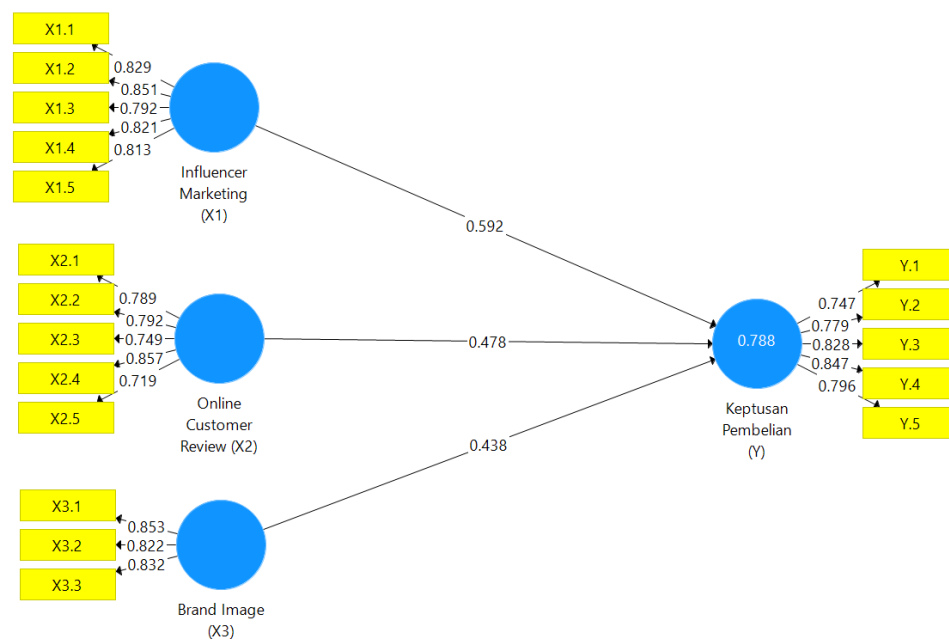 X1.1
X1.2
X1.3
X1.4
X1.5
0.829
0.851
0.792
0.821
0.813
Influencer
Marketing
(X1)
0.592
X2.1
X2.2
X2.3
X2.4
X2.5
0.789
0.792
0.749
0.857
0.719
Online
Customer
Review (X2)
0.478
X3.1
X3.2
X3.3
0.853
0.822
0.832
Brand Image
(X3)
0.438
0.788
Keptusan
Pembelian
(Y)
0.747
0.779
0.828
0.847
0.796
Y.1
Y.2
Y.3
Y.4
Y.5